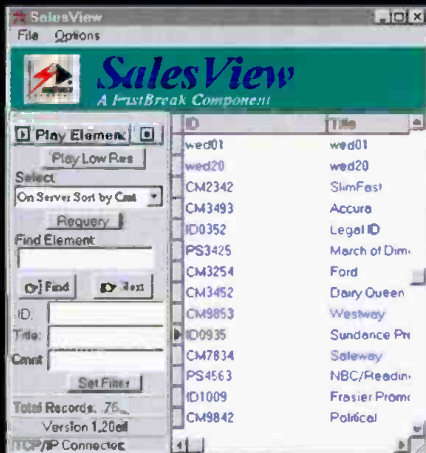 SalesView
File Options
SalesView
A FastBreak Component
Play Element
Play Low Res
Select
On Server Sort by Cmt
Requery
Find Element
Find Next
ID:
Title:
Cmnt
Set Filter
Total Records: 75
Version 1.20
TCP/IP Connector
ID Title
wed01 wed01
wed20 wed20
CM2342 SlimFast
CM3493 Accura
ID0352 Legal ID
PS3425 March of Dim
CM3254 Ford
CM3452 Dairy Queen
CM9853 Westway
ID0935 Sundance Pr
CM7834 Safeway
PS4563 NBC/Readin
ID1009 Frasier Prom
CM9842 Political